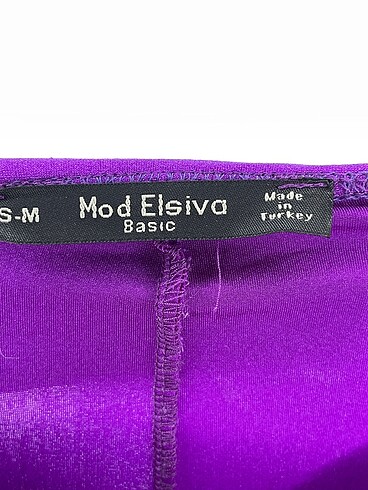 S-M
Mod Elsiva
Basic
Made
in
Turkey